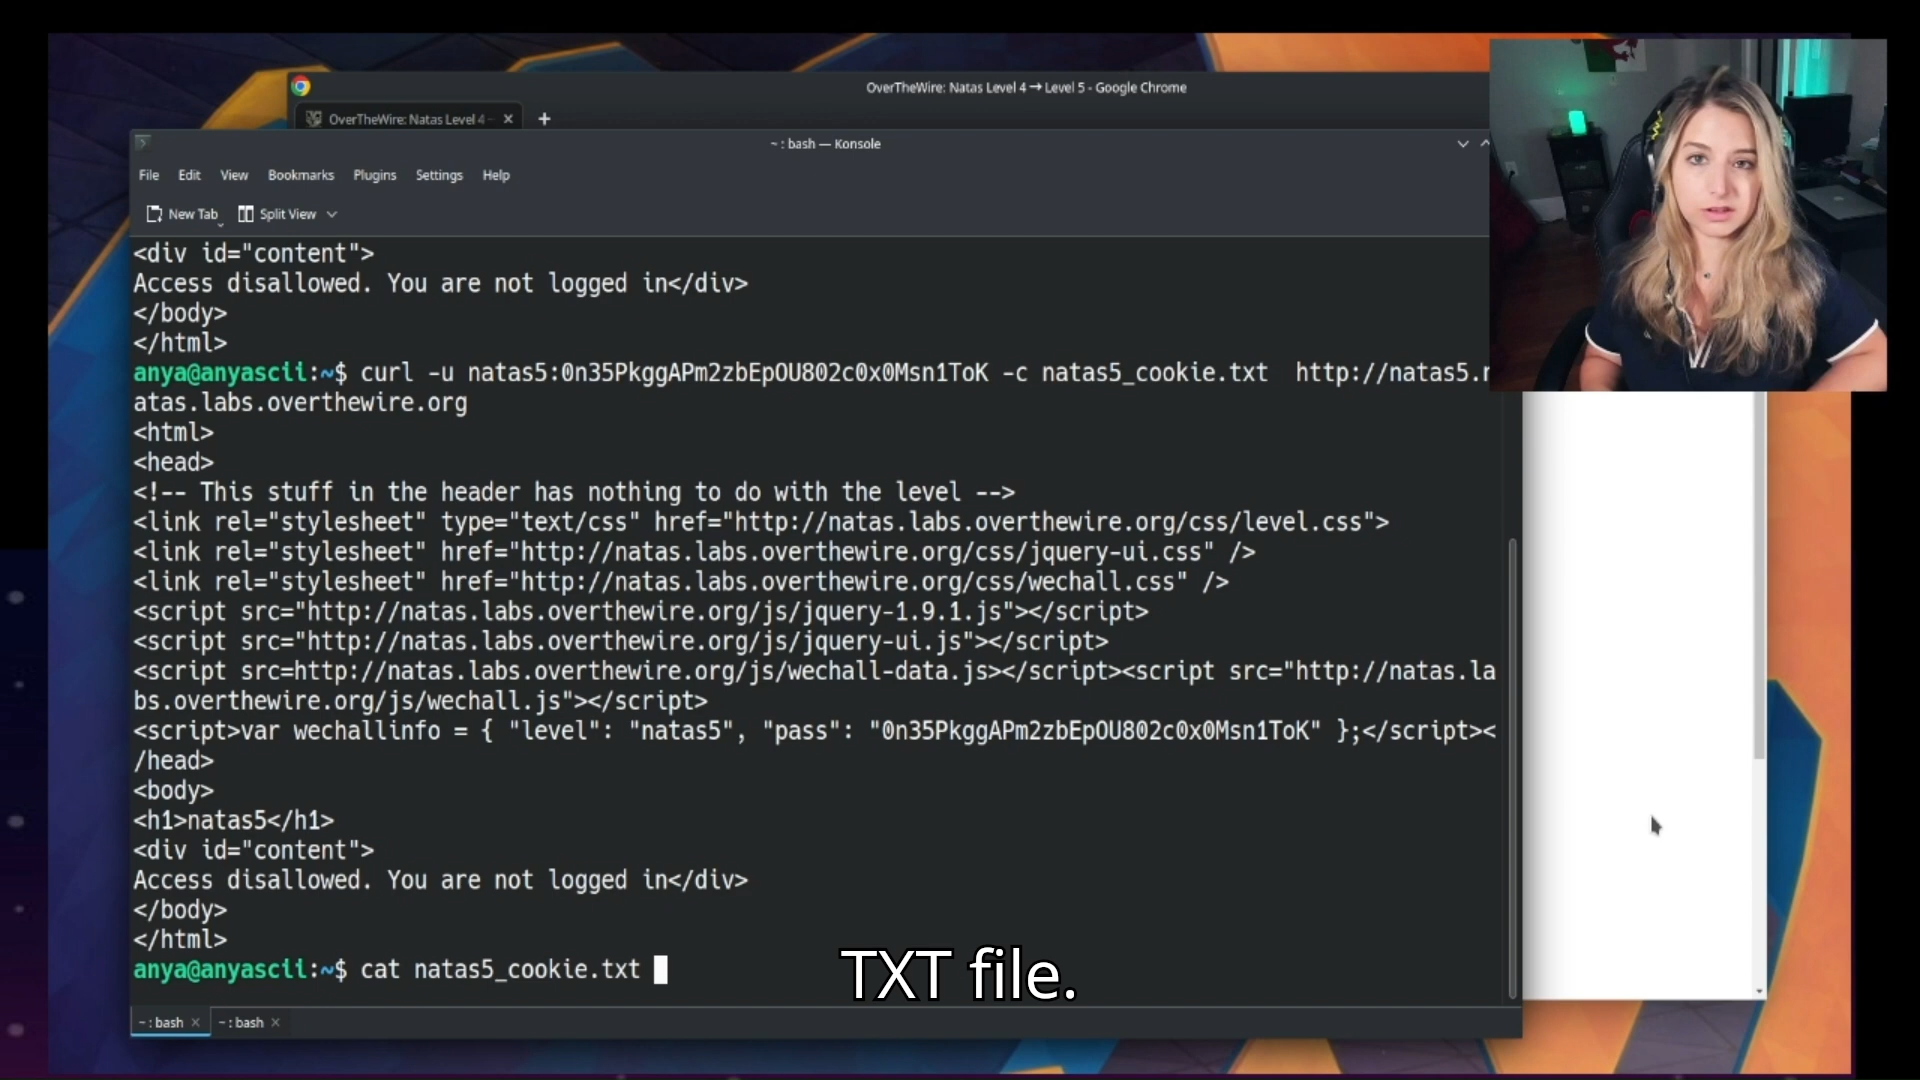 OverTheWire: Natas Level 4 → Level 5 - Google Chrome
OverTheWire: Natas Level 4 -
~ : bash — Konsole
File Edit View Bookmarks Plugins Settings Help
New Tab Split View
<div id="content">
Access disallowed. You are not logged in</div>
</body>
</html>
anya@anyascii:~$ curl -u natas5:0n35PkggAPm2zbEpOU802c0x0Msn1ToK -c natas5_cookie.txt  http://natas5.n
atas.labs.overthewire.org
<html>
<head>
<!-- This stuff in the header has nothing to do with the level -->
<link rel="stylesheet" type="text/css" href="http://natas.labs.overthewire.org/css/level.css">
<link rel="stylesheet" href="http://natas.labs.overthewire.org/css/jquery-ui.css" />
<link rel="stylesheet" href="http://natas.labs.overthewire.org/css/wechall.css" />
<script src="http://natas.labs.overthewire.org/js/jquery-1.9.1.js"></script>
<script src="http://natas.labs.overthewire.org/js/jquery-ui.js"></script>
<script src=http://natas.labs.overthewire.org/js/wechall-data.js></script><script src="http://natas.la
bs.overthewire.org/js/wechall.js"></script>
<script>var wechallinfo = { "level": "natas5", "pass": "0n35PkggAPm2zbEpOU802c0x0Msn1ToK" };</script><
/head>
<body>
<h1>natas5</h1>
<div id="content">
Access disallowed. You are not logged in</div>
</body>
</html>
anya@anyascii:~$ cat natas5_cookie.txt
TXT file.
~ : bash ~ : bash